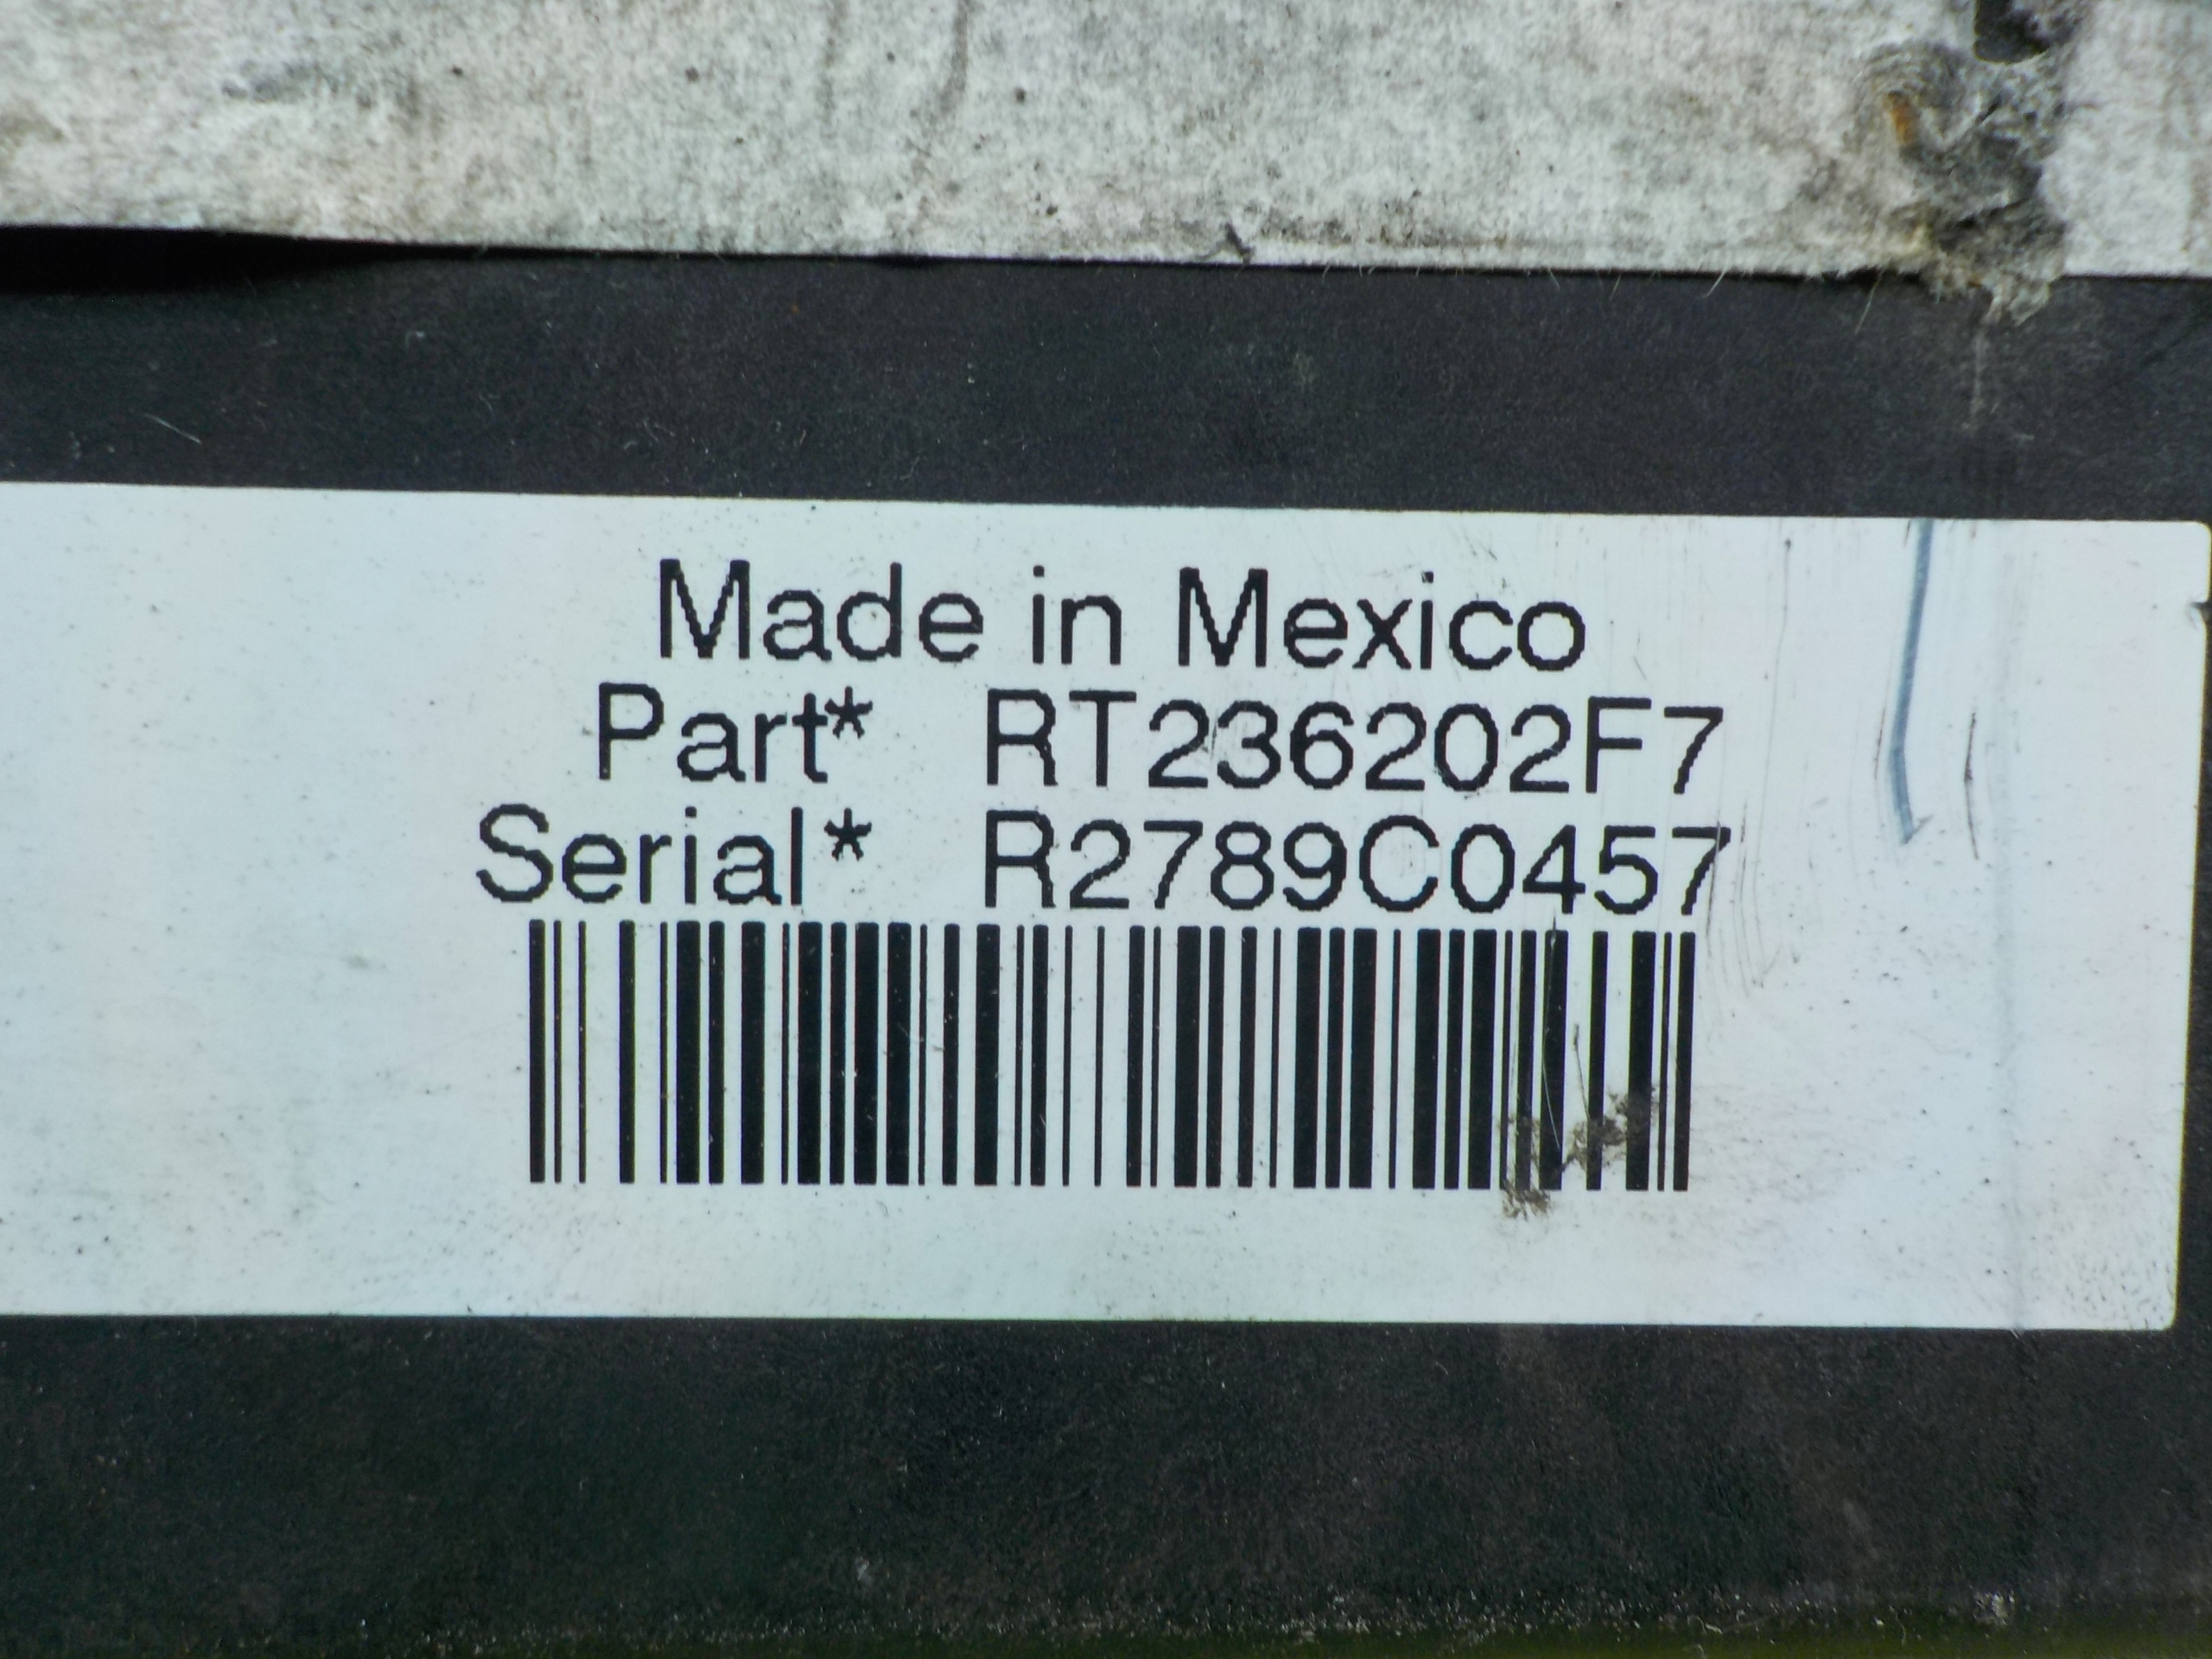 Made in Mexico
Part* RT236202F7
Serial* R2789C0457